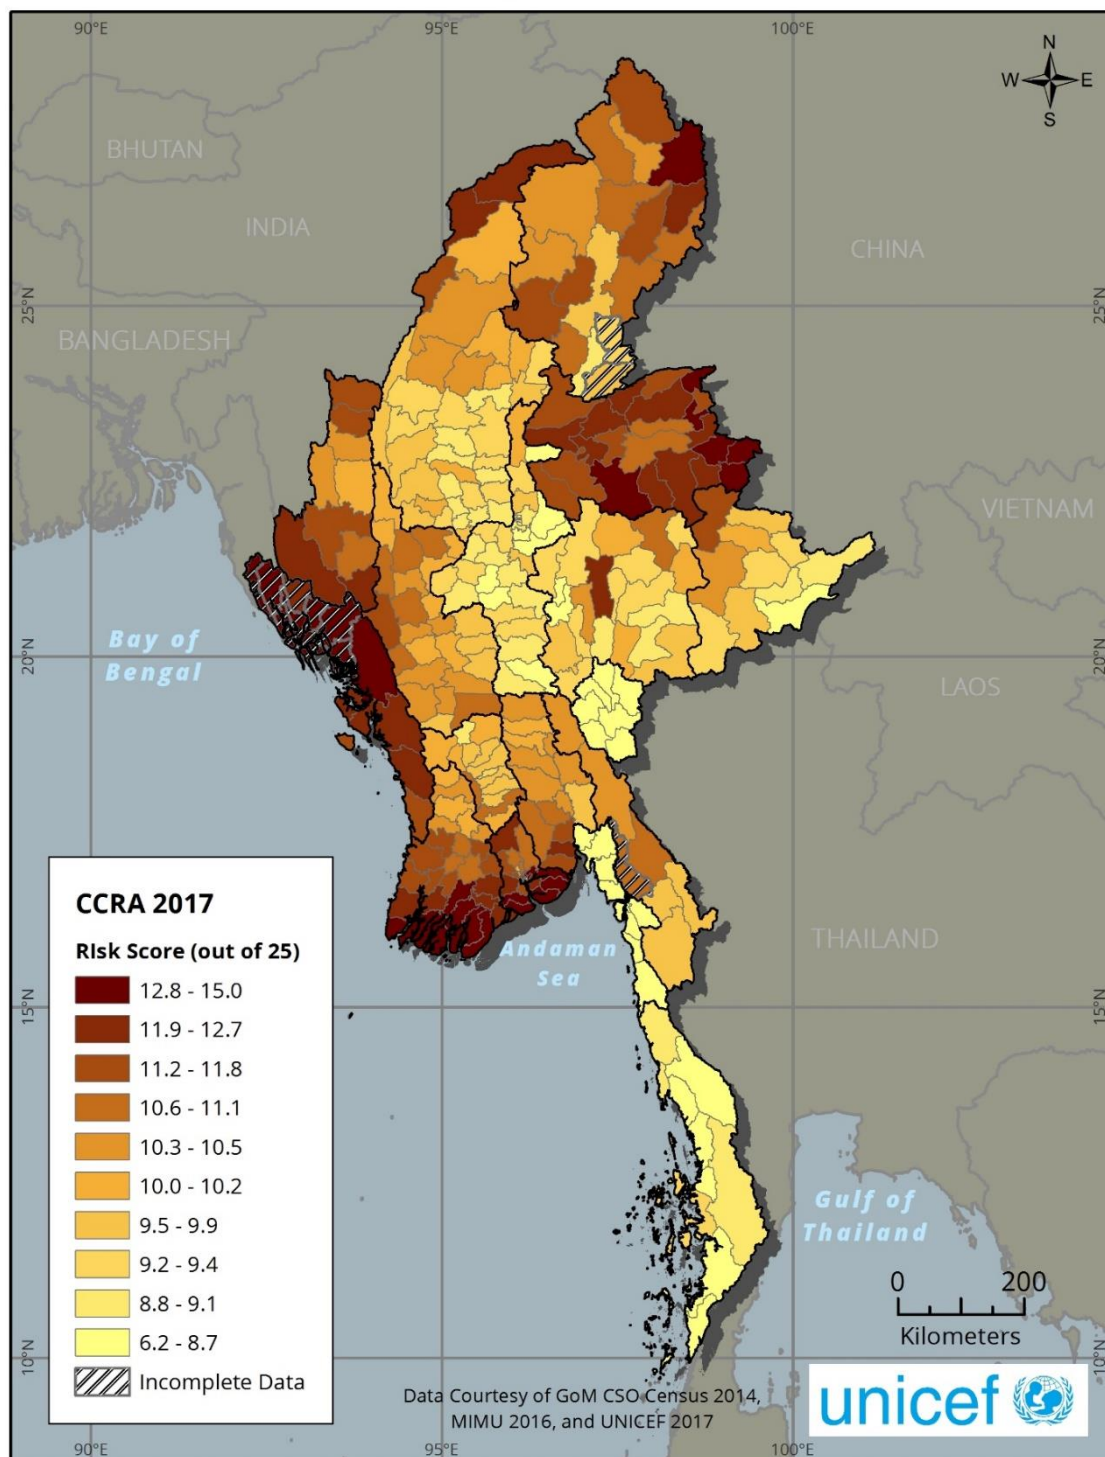 90°E
95°E
100°E
N
W
E
S
BHUTAN
INDIA
CHINA
25°N
25°N
BANGLADESH
VIETNAM
Bay of
Bengal
20°N
20°N
LAOS
CCRA 2017
RIsk Score (out of 25)
12.8 - 15.0
11.9 - 12.7
11.2 - 11.8
10.6 - 11.1
10.3 - 10.5
10.0 - 10.2
9.5 - 9.9
9.2 - 9.4
8.8 - 9.1
6.2 - 8.7
Incomplete Data
Andaman
Sea
THAILAND
15°N
15°N
Gulf of
Thailand
0 200
Kilometers
10°N
10°N
Data Courtesy of GoM CSO Census 2014,
MIMU 2016, and UNICEF 2017
unicef
90°E
95°E
100°E